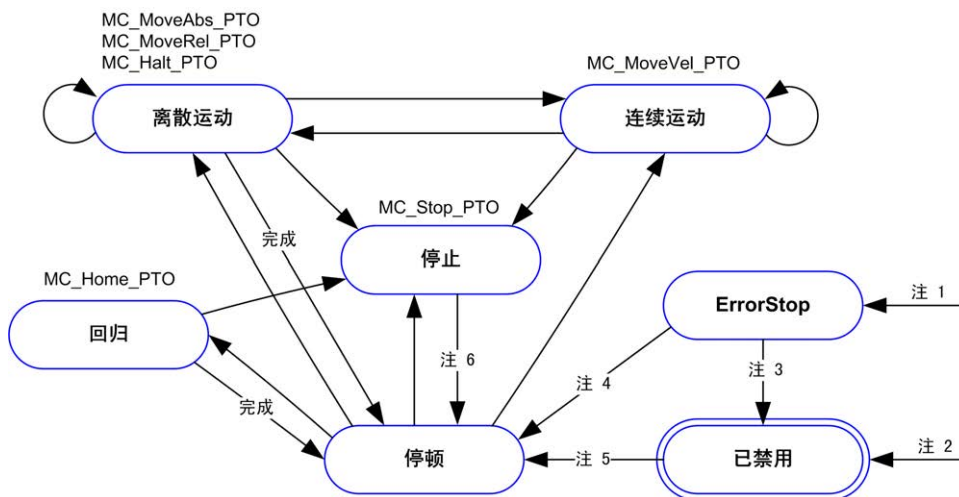 MC_MoveAbs_PTO
MC_MoveRel_PTO
MC_Halt_PTO
MC_MoveVel_PTO
离散运动
连续运动
MC_Stop_PTO
完成
停止
MC_Home_PTO
ErrorStop
注 1
回归
注 6
注 4
注 3
完成
停顿
注 5
已禁用
注 2